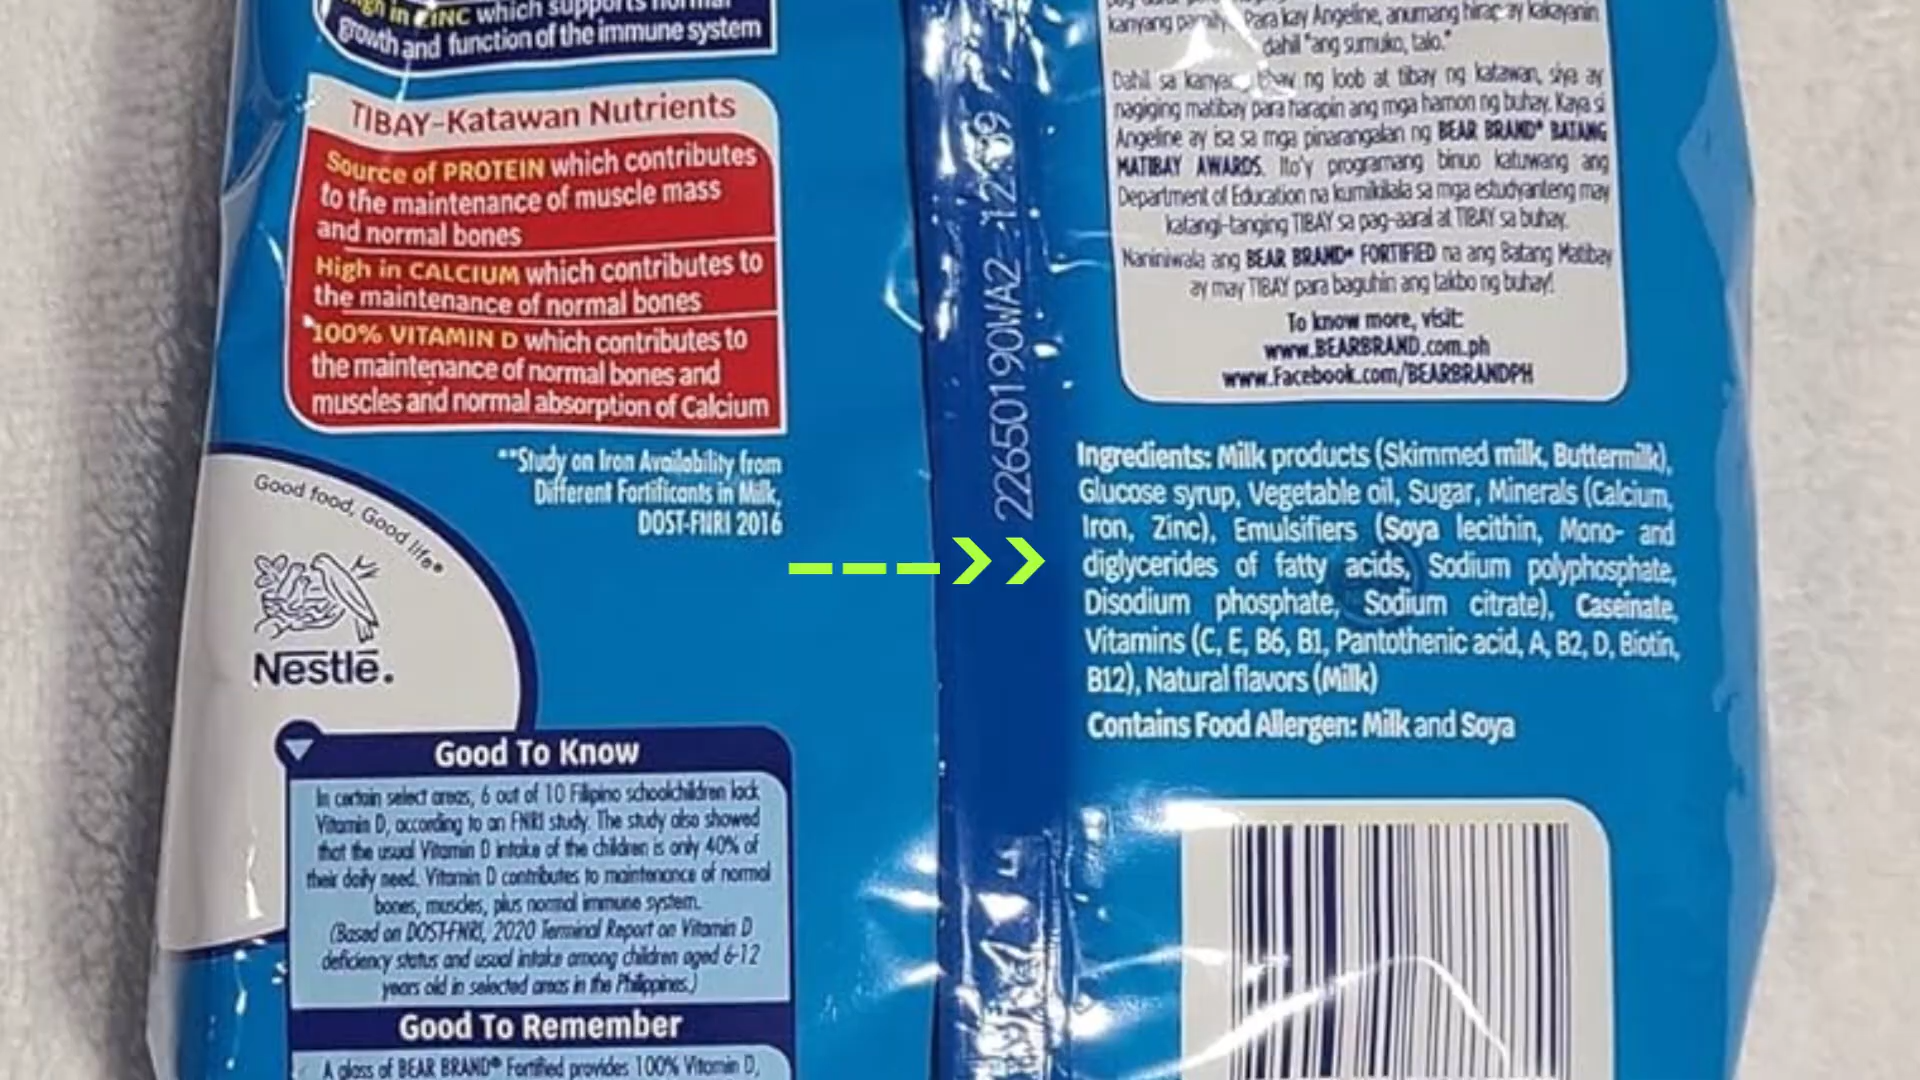 High in ZINC which supports normal
growth and function of the immune system
TIBAY-Katawan Nutrients
Source of PROTEIN which contributes
to the maintenance of muscle mass
and normal bones
High in CALCIUM which contributes to
the maintenance of normal bones
100% VITAMIN D which contributes to
the maintenance of normal bones and
muscles and normal absorption of Calcium
**Study on Iron Availability from
Different Fortificants in Milk,
DOST-FNRI 2016
Good food, Good life®
Nestlé.
Good To Know
In certain select areas, 6 out of 10 Filipino schoolchildren lack
Vitamin D, according to an FNRI study. The study also showed
that the usual Vitamin D intake of the children is only 40% of
their daily need. Vitamin D contributes to maintenance of normal
bones, muscles, plus normal immune system.
(Based on DOST-FNRI, 2020 Terminal Report on Vitamin D
deficiency status and usual intake among children aged 6-12
years old in selected areas in the Philippines.)
Good To Remember
A glass of BEAR BRAND® Fortified provides 100% Vitamin D,
22650190WA2 12:39
kanyang pamilya. Para kay Angeline, anumang hirap ay kakayanin
dahil "ang sumuko, talo."
Dahil sa kanyang tibay ng loob at tibay ng katawan, siya ay
nagiging matibay para harapin ang mga hamon ng buhay. Kaya si
Angeline ay isa sa mga pinarangalan ng BEAR BRAND® BATANG
MATIBAY AWARDS. Ito'y programang binuo katuwang ang
Department of Education na kumikilala sa mga estudyanteng may
katangi-tanging TIBAY sa pag-aaral at TIBAY sa buhay.
Naniniwala ang BEAR BRAND® FORTIFIED na ang Batang Matibay
ay may TIBAY para baguhin ang takbo ng buhay!
To know more, visit:
www.BEARBRAND.com.ph
www.Facebook.com/BEARBRANDPH
Ingredients: Milk products (Skimmed milk, Buttermilk),
Glucose syrup, Vegetable oil, Sugar, Minerals (Calcium,
Iron, Zinc), Emulsifiers (Soya lecithin, Mono- and
diglycerides of fatty acids, Sodium polyphosphate,
Disodium phosphate, Sodium citrate), Caseinate,
Vitamins (C, E, B6, B1, Pantothenic acid, A, B2, D, Biotin,
B12), Natural flavors (Milk)
Contains Food Allergen: Milk and Soya